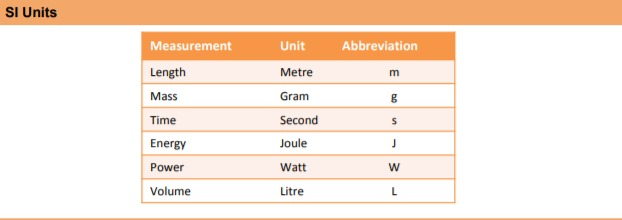 SI Units
Measurement Unit Abbreviation
Length Metre m
Mass Gram g
Time Second s
Energy Joule J
Power Watt W
Volume Litre L